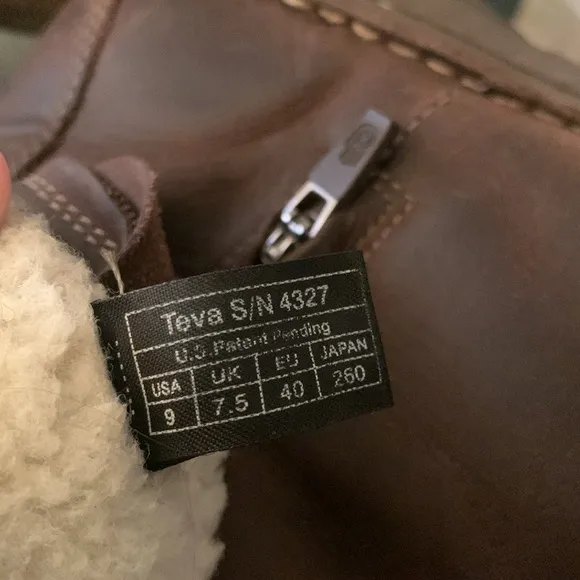 Teva S/N 4327
U.S. Patent Pending
USA UK EU JAPAN
9 7.5 40 260